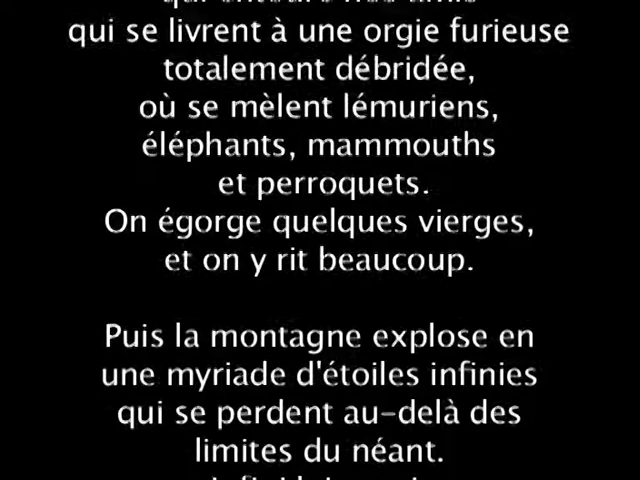 qui se livrent à une orgie furieuse
totalement débridée,
où se mèlent lémuriens,
éléphants, mammouths
et perroquets.
On égorge quelques vierges,
et on y rit beaucoup.
Puis la montagne explose en
une myriade d'étoiles infinies
qui se perdent au-delà des
limites du néant.